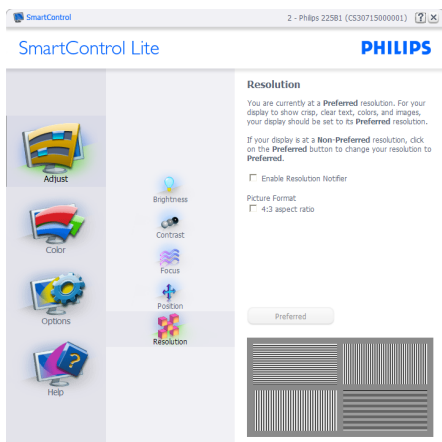 SmartControl
2 - Philips 225B1 (CS30715000001)
SmartControl Lite
PHILIPS
Adjust
Color
Options
Help
Brightness
Contrast
Focus
Position
Resolution
Resolution
You are currently at a Preferred resolution. For your
display to show crisp, clear text, colors, and images,
your display should be set to its Preferred resolution.
If your display is at a Non-Preferred resolution, click
on the Preferred button to change your resolution to
Preferred.
Enable Resolution Notifier
Picture Format
4:3 aspect ratio
Preferred